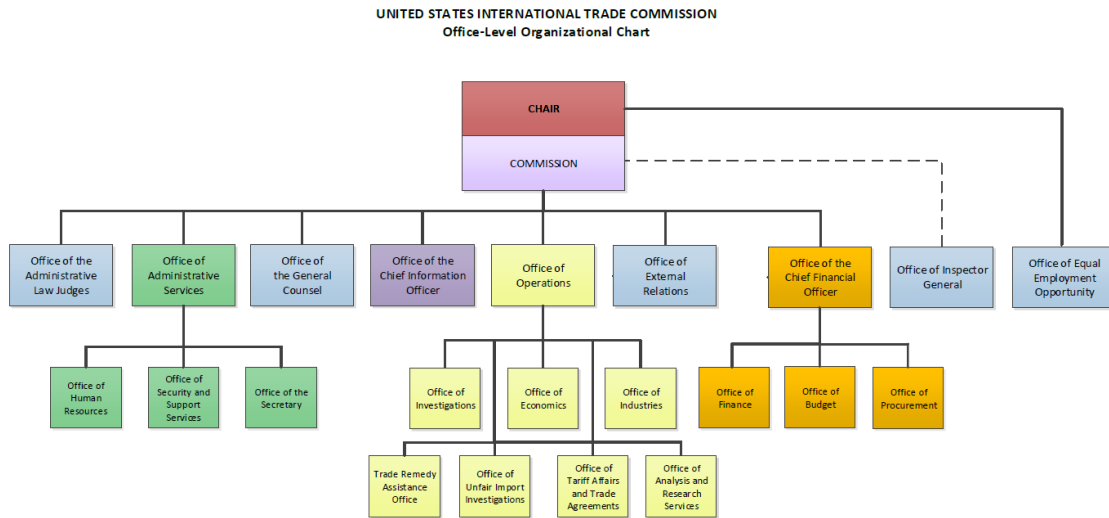 UNITED STATES INTERNATIONAL TRADE COMMISSION
Office-Level Organizational Chart
CHAIR
COMMISSION
Office of the
Administrative
Law Judges
Office of
Administrative
Services
Office of
the General
Counsel
Office of the
Chief Information
Officer
Office of
Operations
Office of
External
Relations
Office of the
Chief Financial
Officer
Office of Inspector
General
Office of Equal
Employment
Opportunity
Office of
Human
Resources
Office of
Security and
Support
Services
Office of the
Secretary
Office of
Investigations
Office of
Economics
Office of
Industries
Office of
Finance
Office of
Budget
Office of
Procurement
Trade Remedy
Assistance
Office
Office of
Unfair Import
Investigations
Office of
Tariff Affairs
and Trade
Agreements
Office of
Analysis and
Research
Services